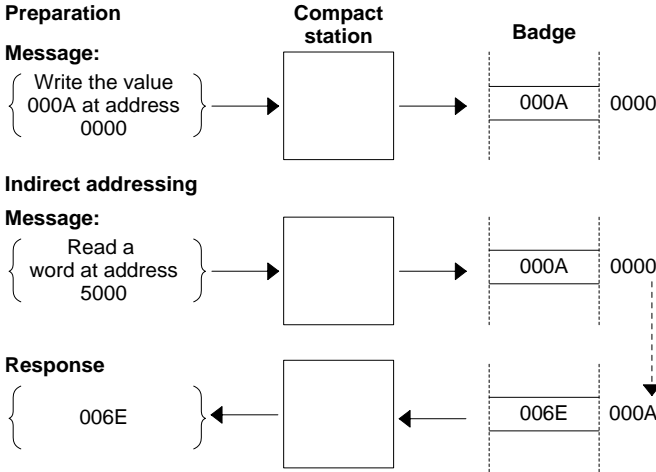 Preparation
Compact
station
Badge
Message:
Write the value
000A at address
0000
000A
0000
Indirect addressing
Message:
Read a
word at address
5000
000A
0000
Response
006E
006E
000A